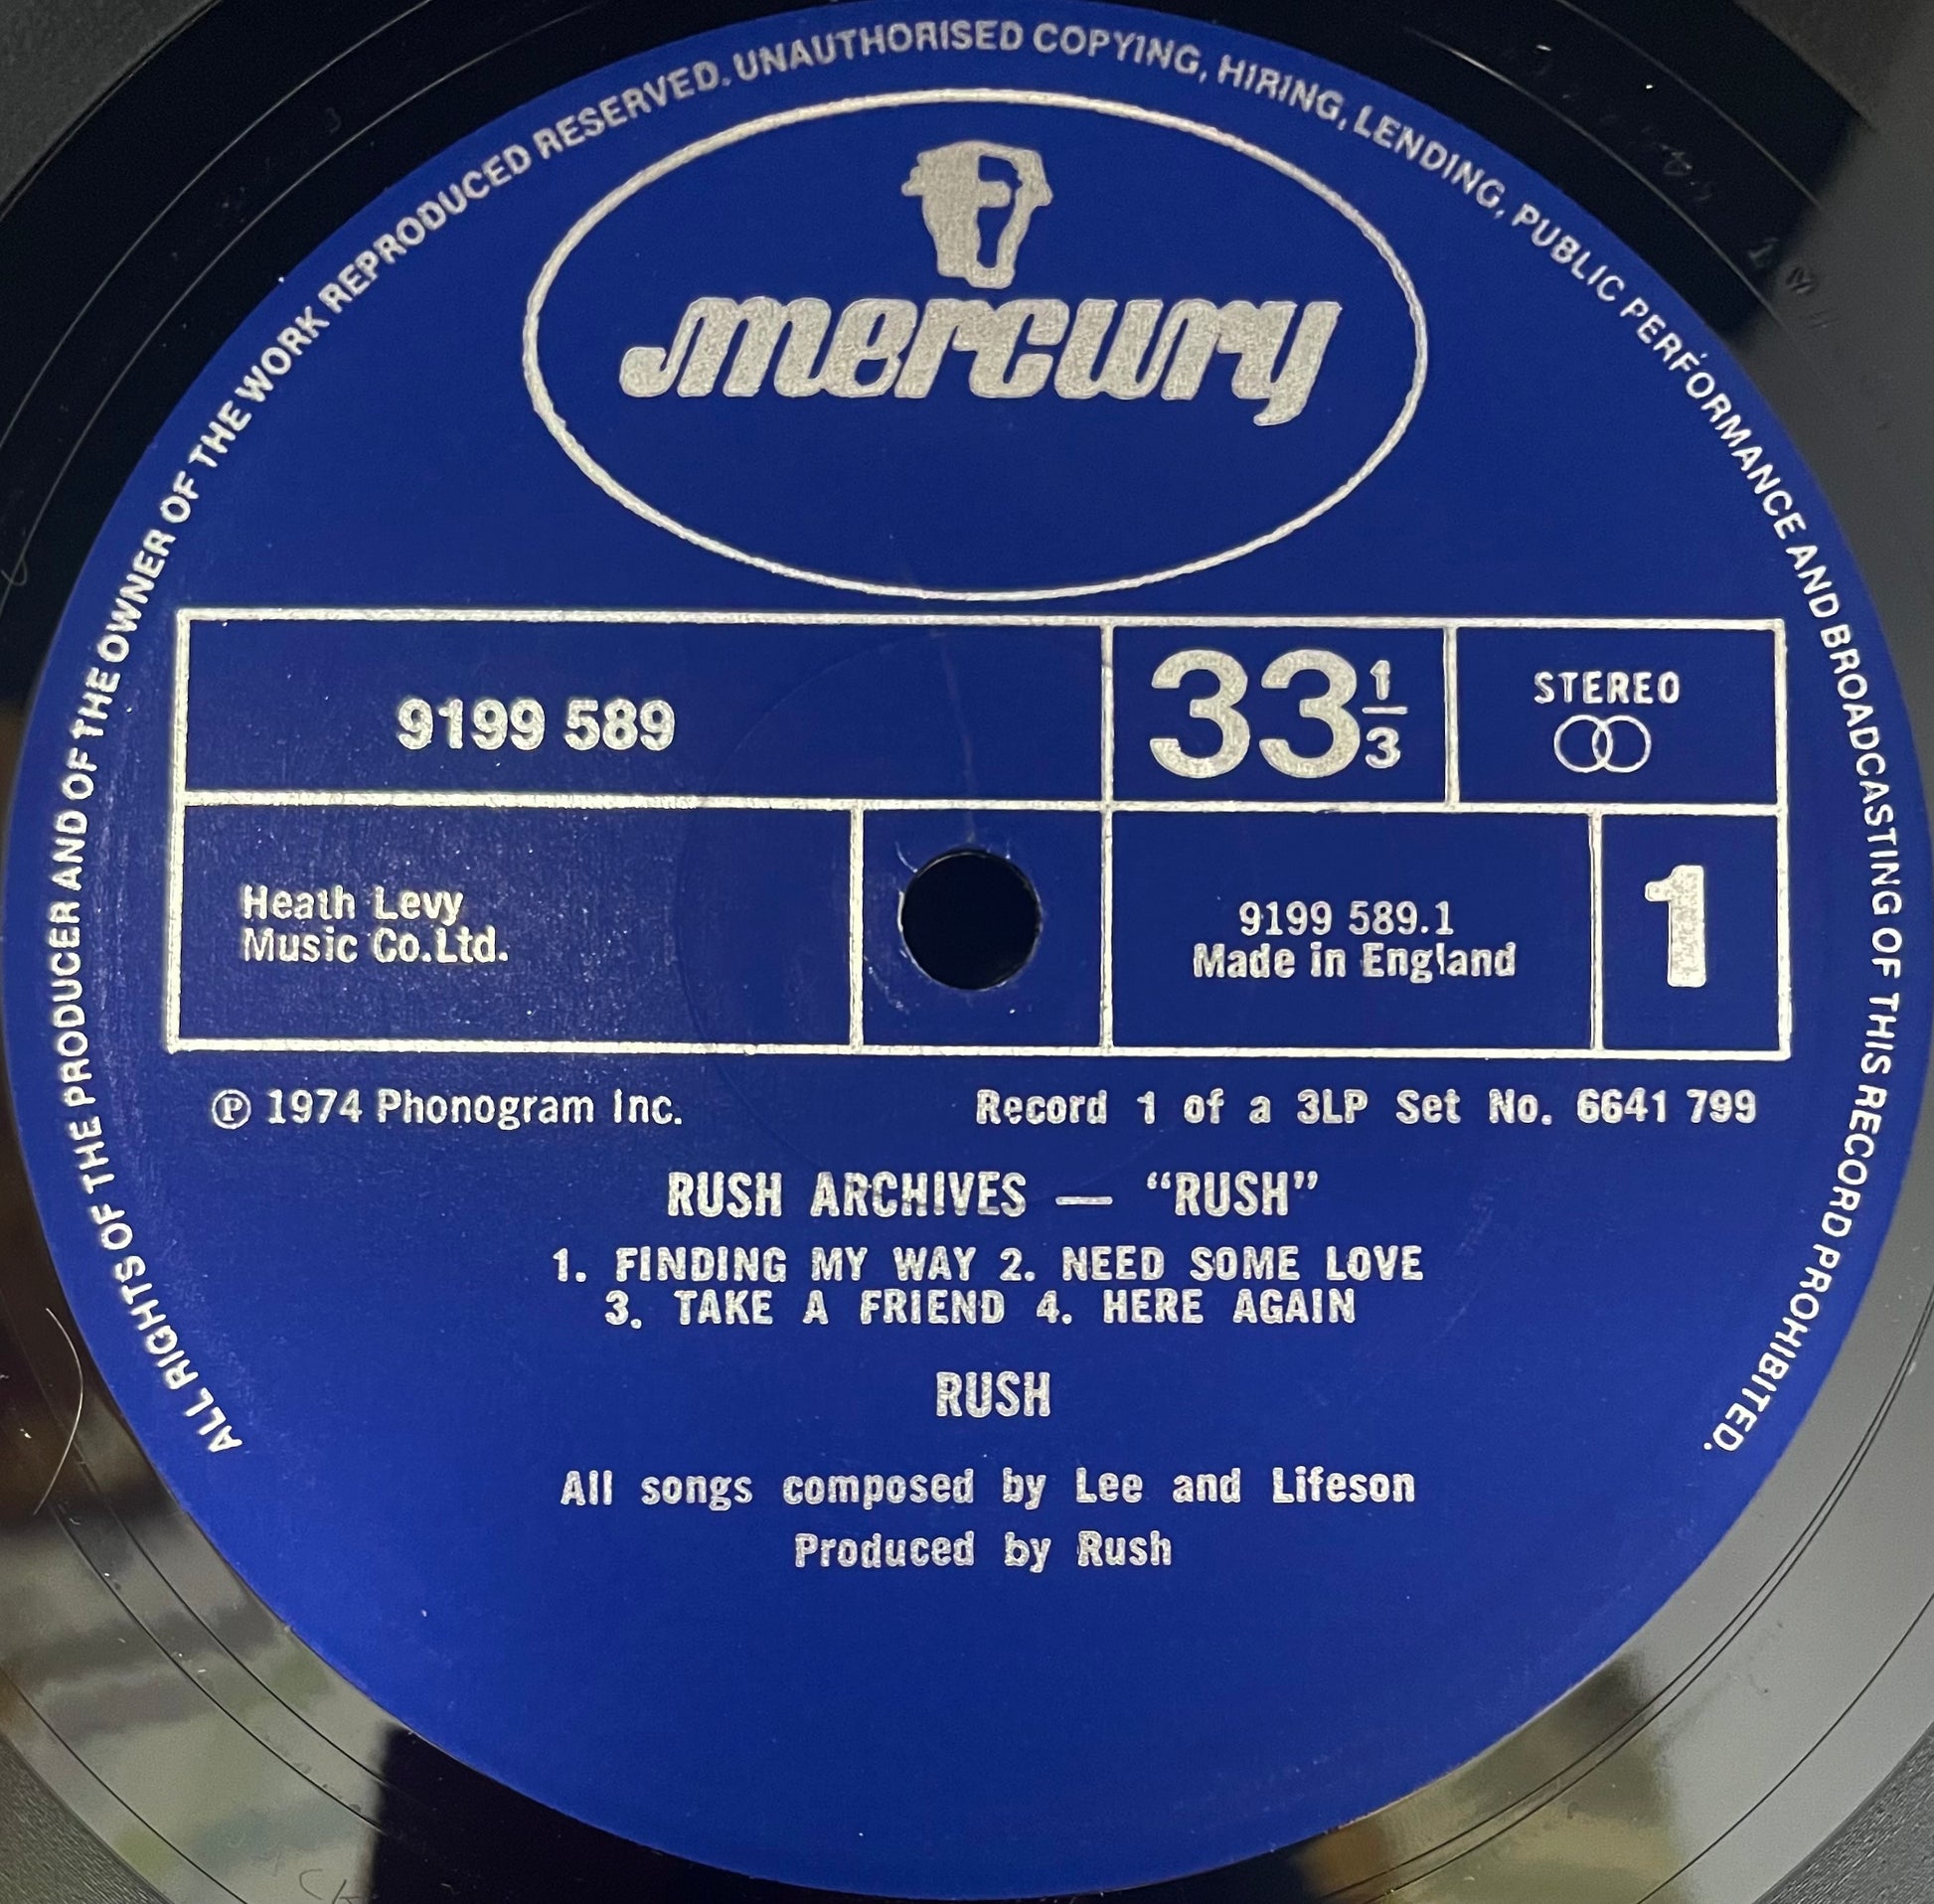 ALL RIGHTS OF THE PRODUCER AND OF THE OWNER OF THE WORK REPRODUCED RESERVED. UNAUTHORISED COPYING, HIRING, LENDING, PUBLIC PERFORMANCE AND BROADCASTING OF THIS RECORD PROHIBITED.
mercury
9199 589
33 1/3
STEREO
Heath Levy
Music Co.Ltd.
9199 589.1
Made in England
1
℗ 1974 Phonogram Inc.
Record 1 of a 3LP Set No. 6641 799
RUSH ARCHIVES — “RUSH”
1. FINDING MY WAY 2. NEED SOME LOVE
3. TAKE A FRIEND 4. HERE AGAIN
RUSH
All songs composed by Lee and Lifeson
Produced by Rush